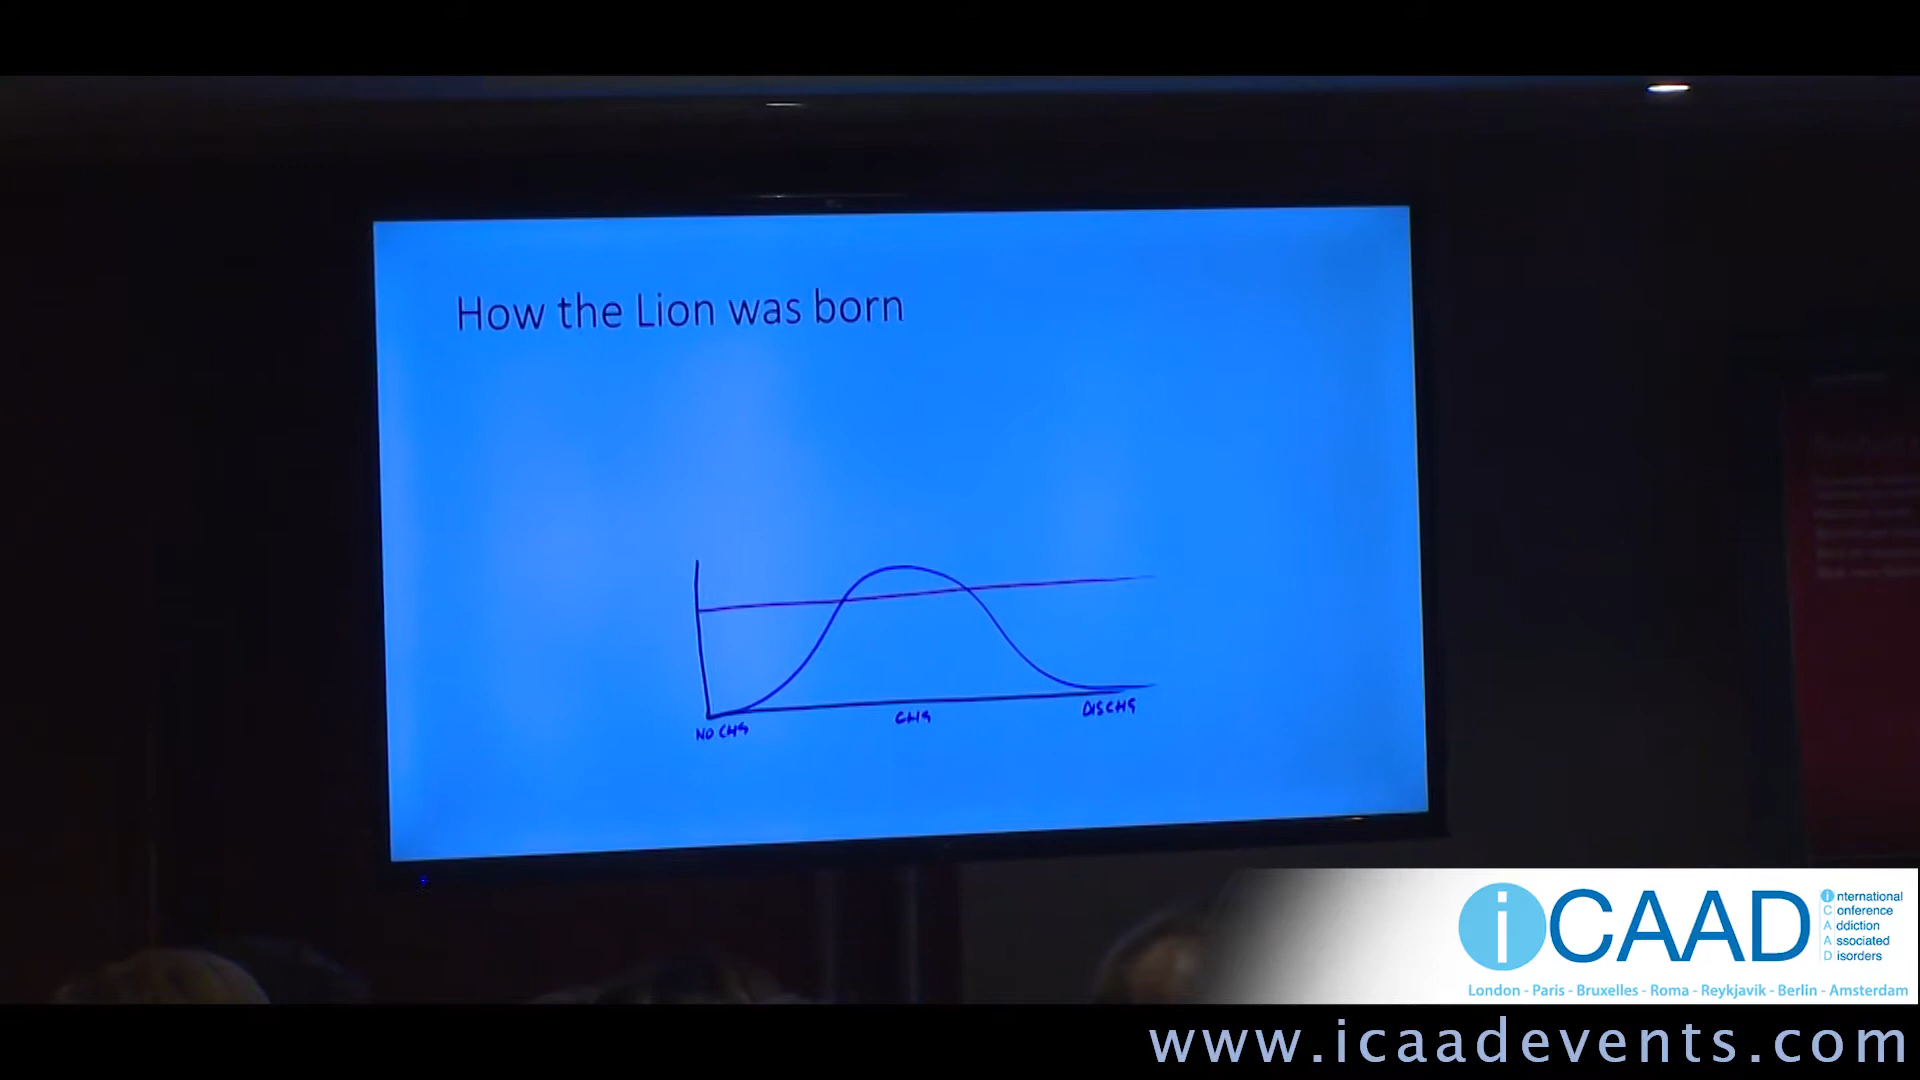 How the Lion was born
NO CHG
CHG
DISCHG
iCAAD
International
Conference
Addiction
Associated
Disorders
London - Paris - Bruxelles - Roma - Reykjavik - Berlin - Amsterdam
www.icaadevents.com